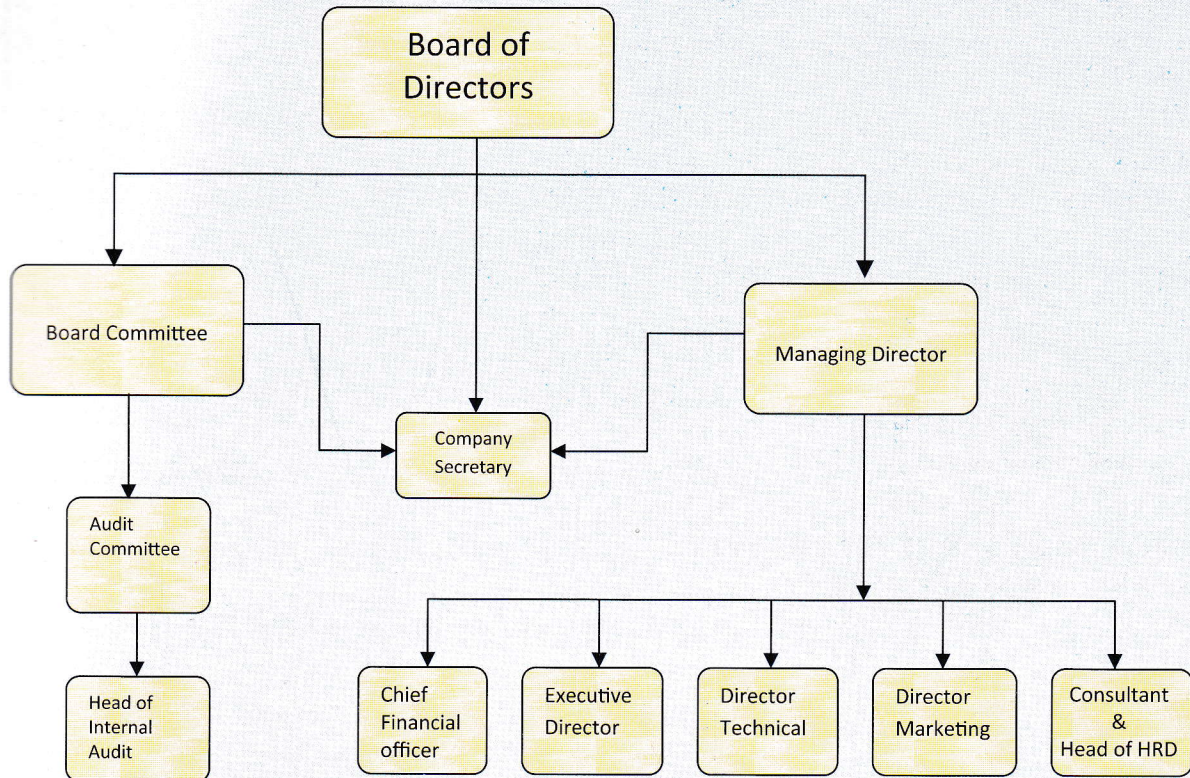 Board of
Directors
Board Committee
Managing Director
Company
Secretary
Audit
Committee
Head of
Internal
Audit
Chief
Financial
officer
Executive
Director
Director
Technical
Director
Marketing
Consultant
&
Head of HRD